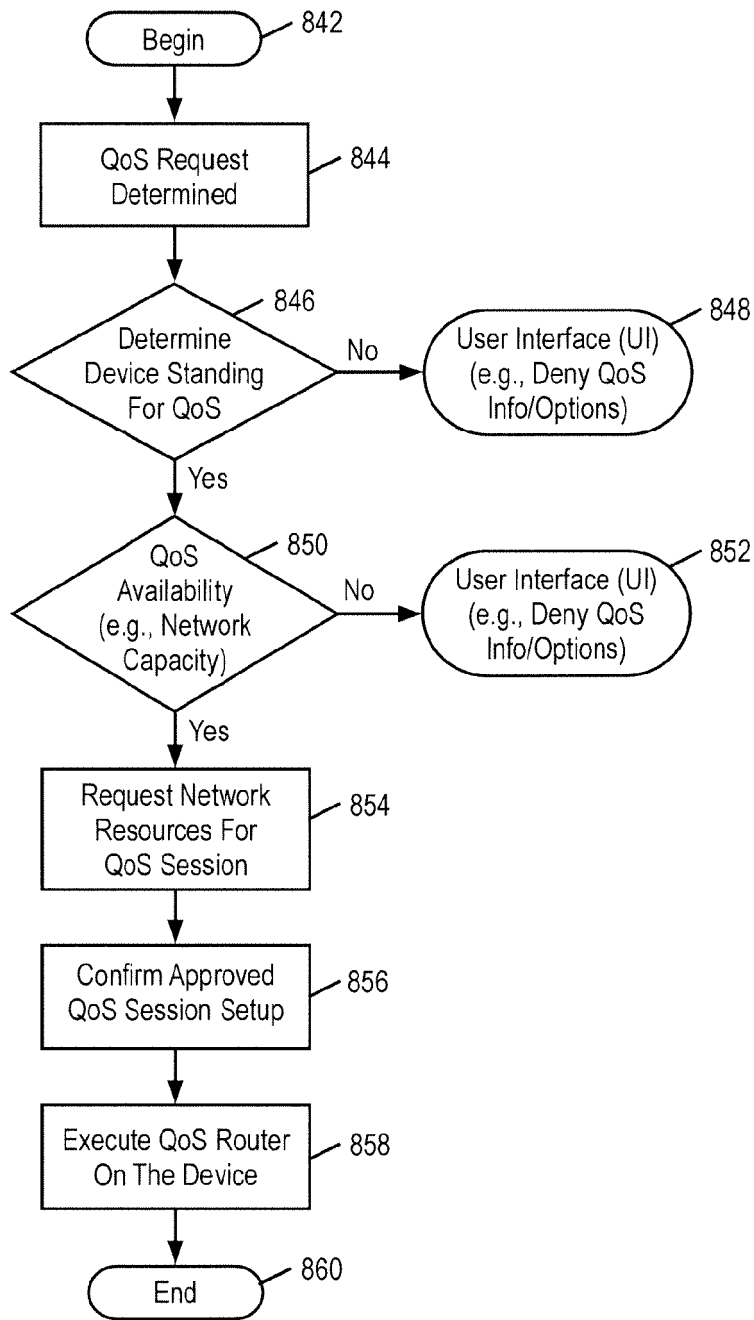 Begin
842
QoS Request
Determined
844
846
Determine
Device Standing
For QoS
No
848
User Interface (UI)
(e.g., Deny QoS
Info/Options)
Yes
850
QoS
Availability
(e.g., Network
Capacity)
No
852
User Interface (UI)
(e.g., Deny QoS
Info/Options)
Yes
Request Network
Resources For
QoS Session
854
Confirm Approved
QoS Session Setup
856
Execute QoS Router
On The Device
858
End
860